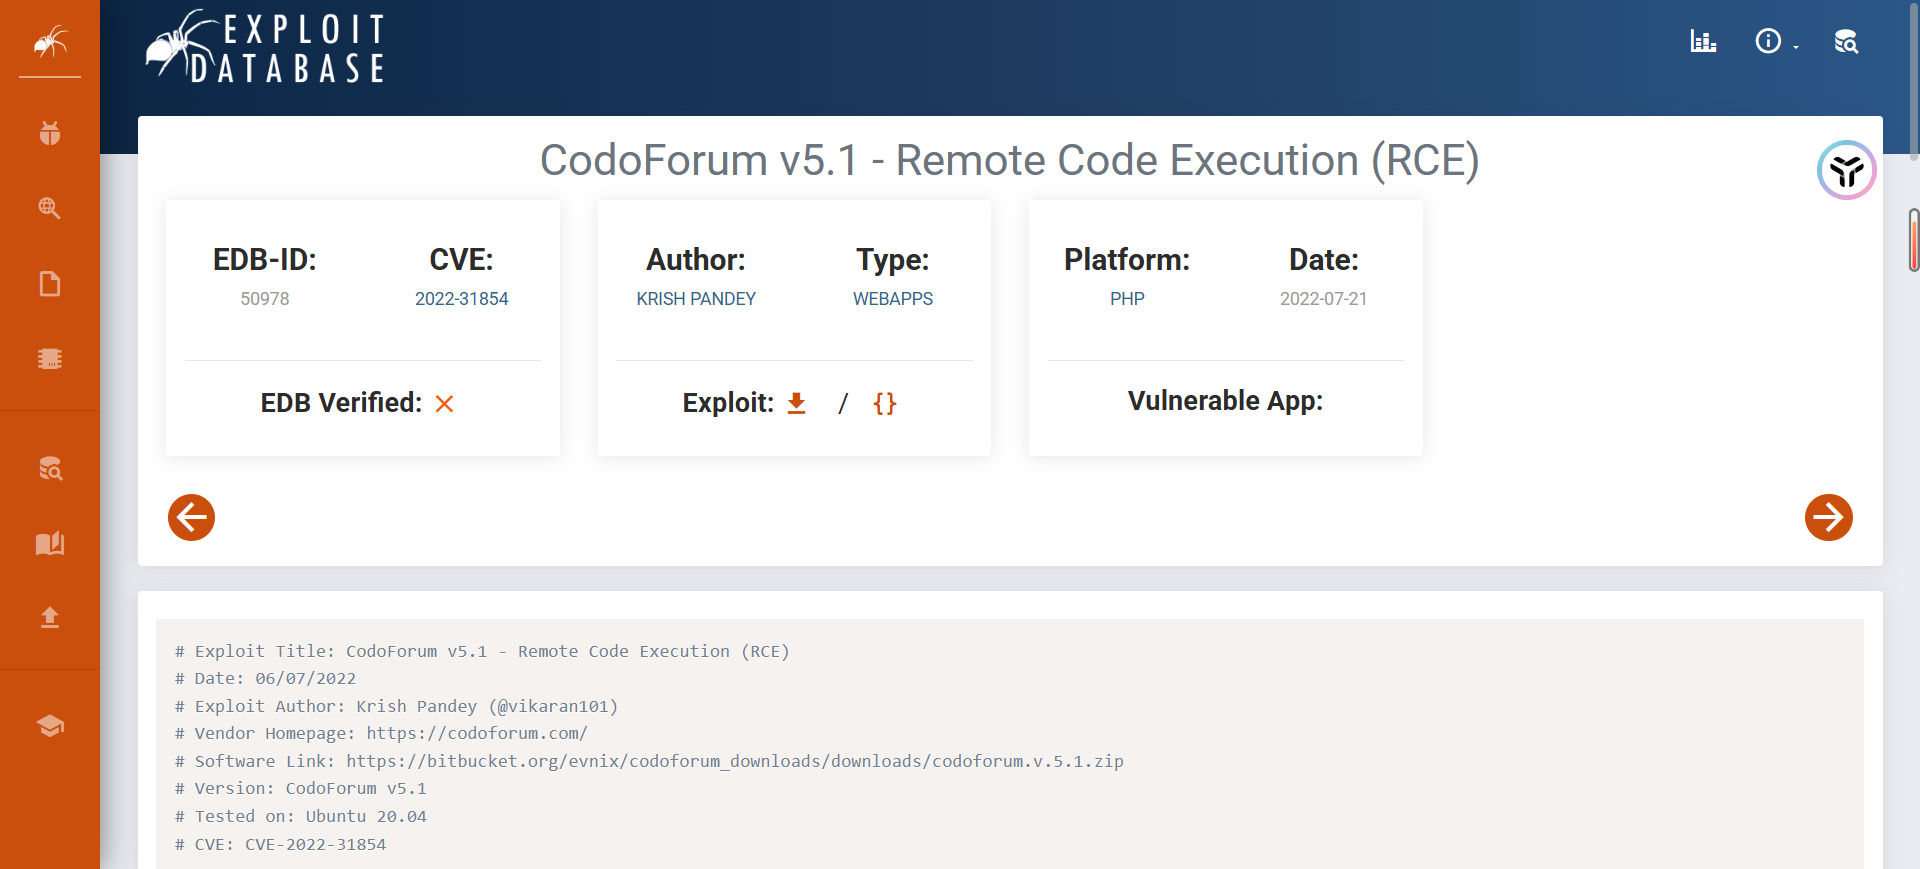 EXPLOIT
DATABASE
CodoForum v5.1 - Remote Code Execution (RCE)
EDB-ID:
50978
CVE:
2022-31854
EDB Verified:
Author:
KRISH PANDEY
Type:
WEBAPPS
Exploit: / {}
Platform:
PHP
Date:
2022-07-21
Vulnerable App:
# Exploit Title: CodoForum v5.1 - Remote Code Execution (RCE)
# Date: 06/07/2022
# Exploit Author: Krish Pandey (@vikaran101)
# Vendor Homepage: https://codoforum.com/
# Software Link: https://bitbucket.org/evnix/codoforum_downloads/downloads/codoforum.v.5.1.zip
# Version: CodoForum v5.1
# Tested on: Ubuntu 20.04
# CVE: CVE-2022-31854